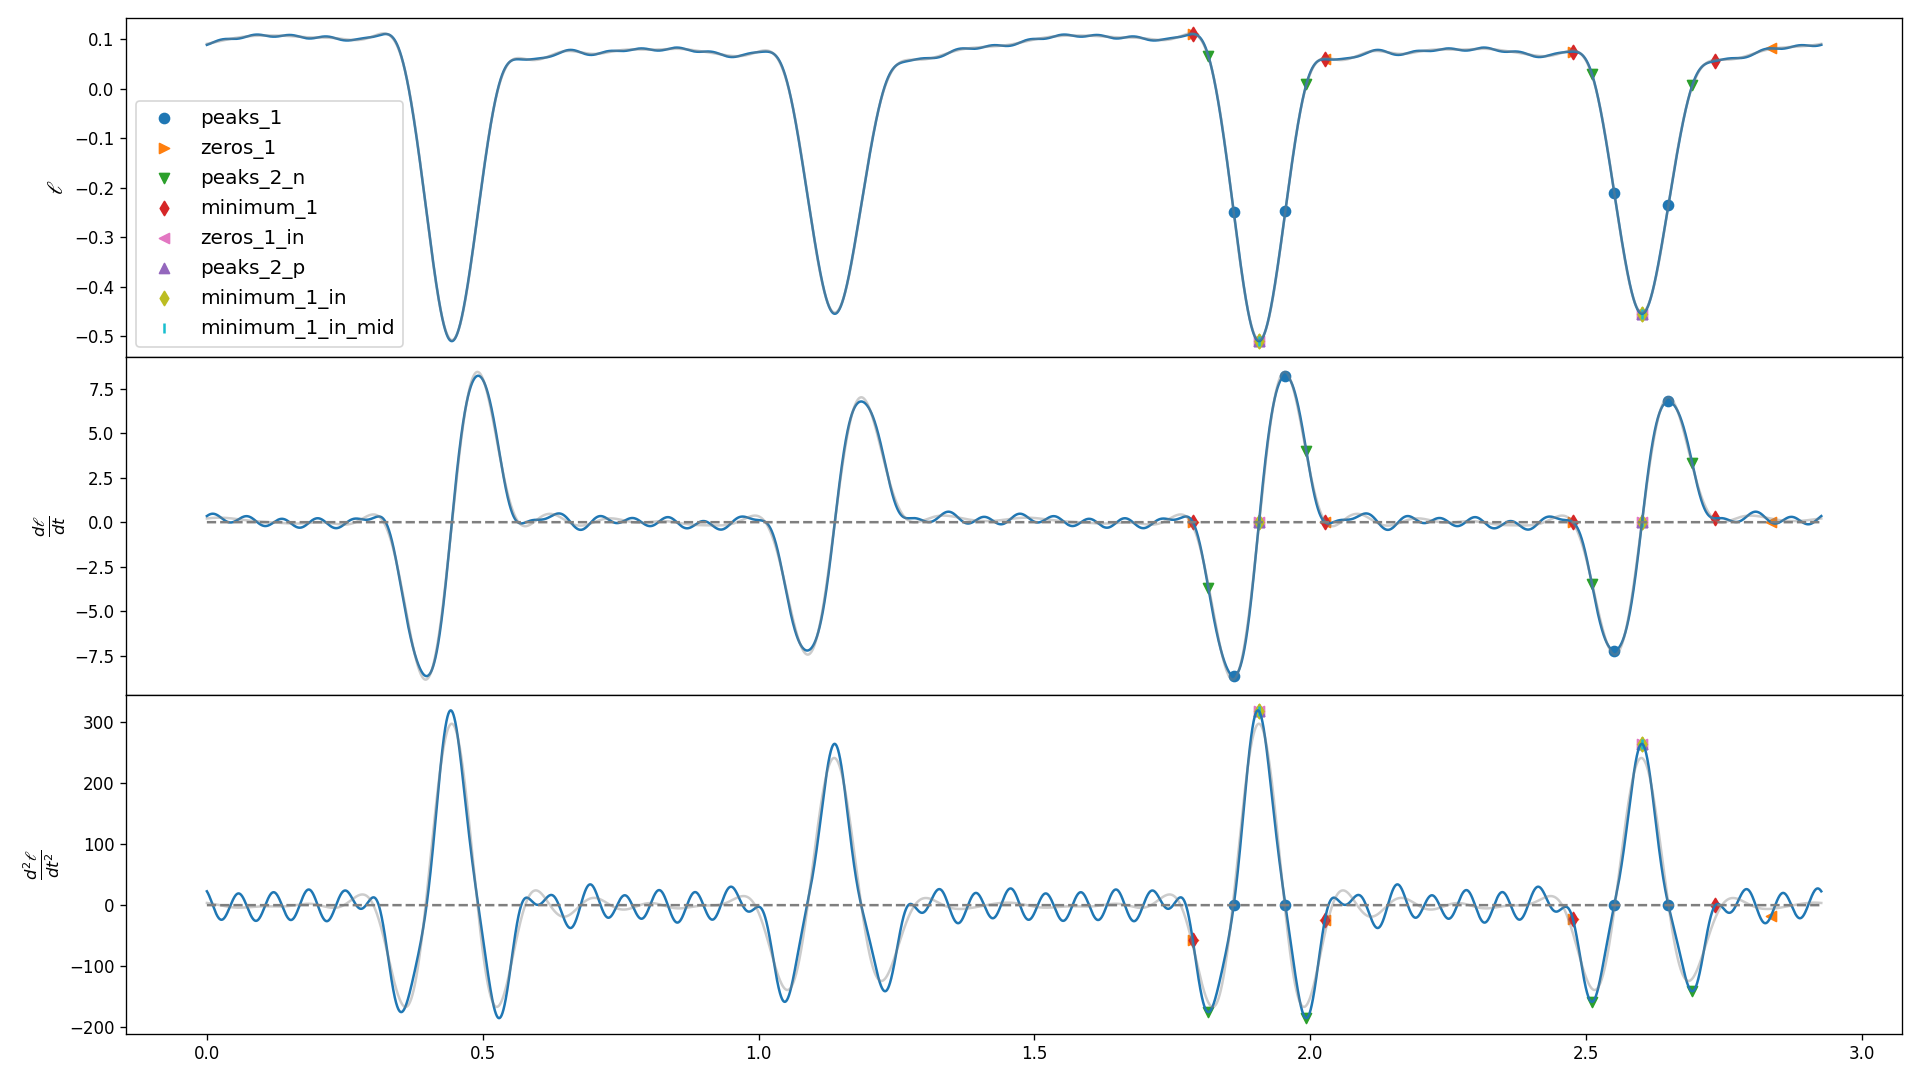 0.1
0.0
−0.1
−0.2
−0.3
−0.4
−0.5
ℓ
peaks_1
zeros_1
peaks_2_n
minimum_1
zeros_1_in
peaks_2_p
minimum_1_in
minimum_1_in_mid
7.5
5.0
2.5
0.0
−2.5
−5.0
−7.5
dℓ/dt
300
200
100
0
−100
−200
d²ℓ/dt²
0.0 0.5 1.0 1.5 2.0 2.5 3.0